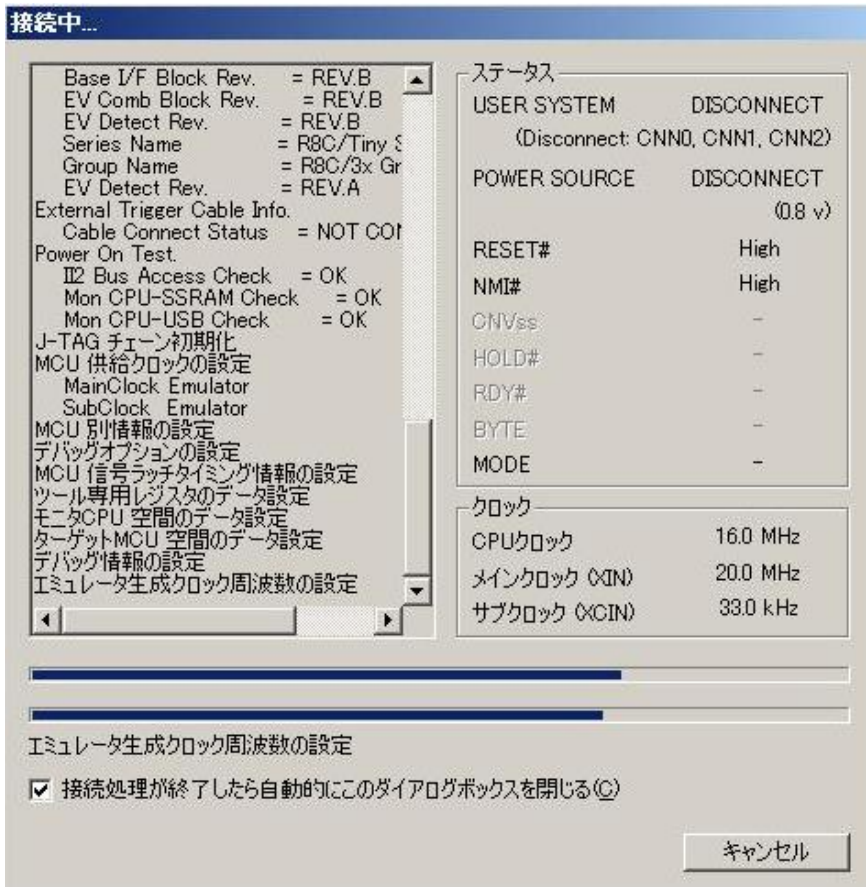 接続中...
Base I/F Block Rev. = REV.B
EV Comb Block Rev. = REV.B
EV Detect Rev. = REV.B
Series Name = R8C/Tiny S
Group Name = R8C/3x Gr
EV Detect Rev. = REV.A
External Trigger Cable Info.
Cable Connect Status = NOT CON
Power On Test.
II2 Bus Access Check = OK
Mon CPU-SSRAM Check = OK
Mon CPU-USB Check = OK
J-TAG チェーン初期化
MCU 供給クロックの設定
MainClock Emulator
SubClock Emulator
MCU 別情報の設定
デバッグオプションの設定
MCU 信号ラッチタイミング情報の設定
ツール専用レジスタのデータ設定
モニタCPU 空間のデータ設定
ターゲットMCU 空間のデータ設定
デバッグ情報の設定
エミュレータ生成クロック周波数の設定
ステータス
USER SYSTEM DISCONNECT
(Disconnect: CNN0, CNN1, CNN2)
POWER SOURCE DISCONNECT
(0.8 v)
RESET# High
NMI# High
CNVss -
HOLD# -
RDY# -
BYTE -
MODE -
クロック
CPUクロック 16.0 MHz
メインクロック (XIN) 20.0 MHz
サブクロック (XCIN) 33.0 kHz
エミュレータ生成クロック周波数の設定
接続処理が終了したら自動的にこのダイアログボックスを閉じる(C)
キャンセル